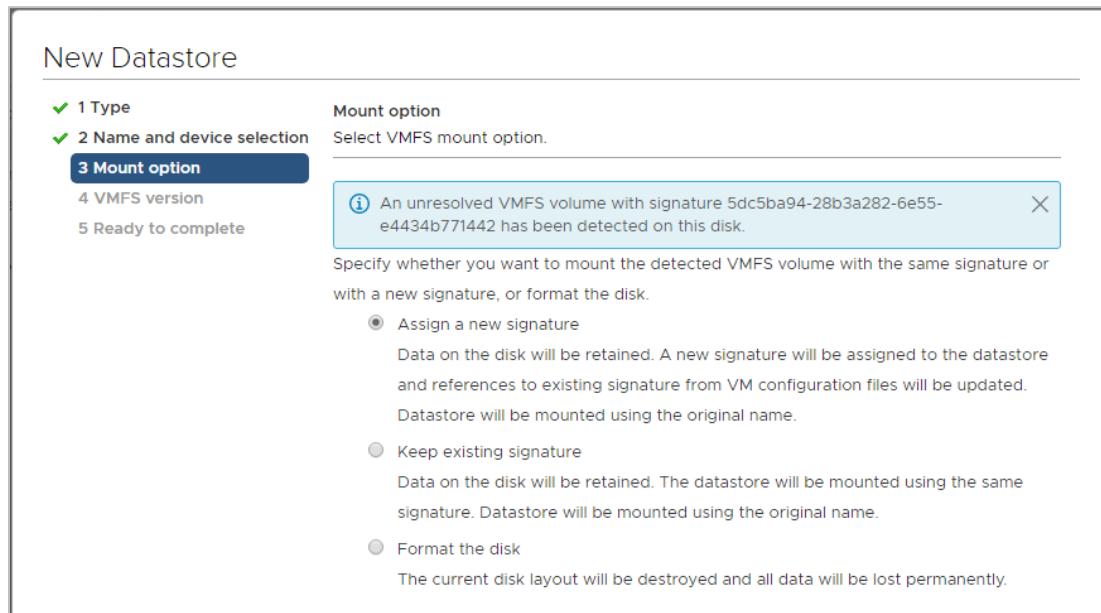 New Datastore
1 Type
2 Name and device selection
3 Mount option
4 VMFS version
5 Ready to complete
Mount option
Select VMFS mount option.
An unresolved VMFS volume with signature 5dc5ba94-28b3a282-6e55-
e4434b771442 has been detected on this disk.
Specify whether you want to mount the detected VMFS volume with the same signature or
with a new signature, or format the disk.
Assign a new signature
Data on the disk will be retained. A new signature will be assigned to the datastore
and references to existing signature from VM configuration files will be updated.
Datastore will be mounted using the original name.
Keep existing signature
Data on the disk will be retained. The datastore will be mounted using the same
signature. Datastore will be mounted using the original name.
Format the disk
The current disk layout will be destroyed and all data will be lost permanently.